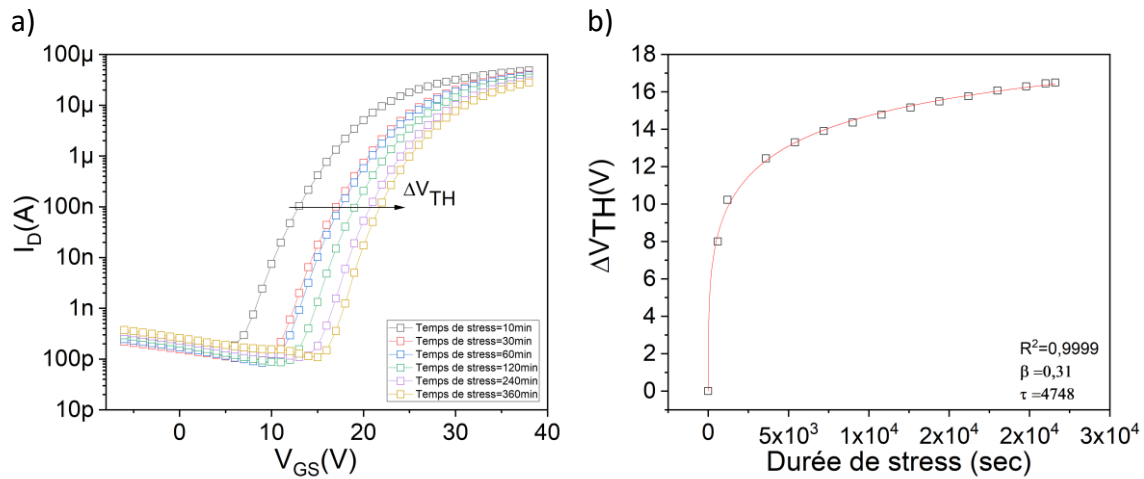 a)
100µ
10µ
1µ
100n
10n
1n
100p
10p
I_D(A)
0
10
20
30
40
V_GS(V)
ΔV_TH
Temps de stress=10min
Temps de stress=30min
Temps de stress=60min
Temps de stress=120min
Temps de stress=240min
Temps de stress=360min
b)
18
16
14
12
10
8
6
4
2
0
ΔVTH(V)
0
5x10³
1x10⁴
2x10⁴
2x10⁴
3x10⁴
Durée de stress (sec)
R²=0,9999
β =0,31
τ =4748